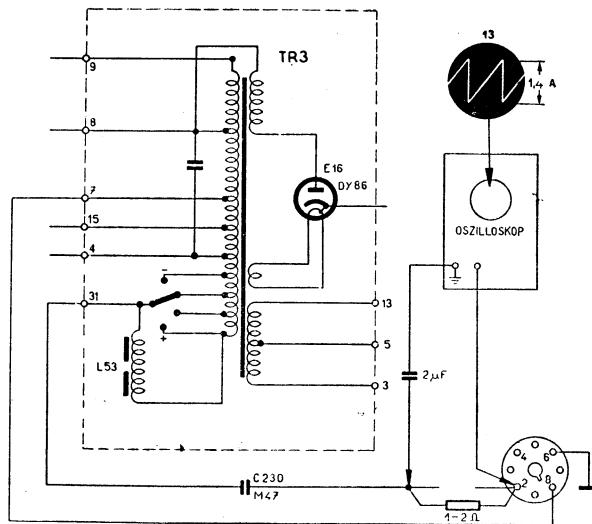 13
TR3
9
1,4 A
8
E16
DY86
7
OSZILLOSKOP
15
4
−
31
13
+
5
L53
2µF
3
4 6
2 8
C230
M47
1-2Ω